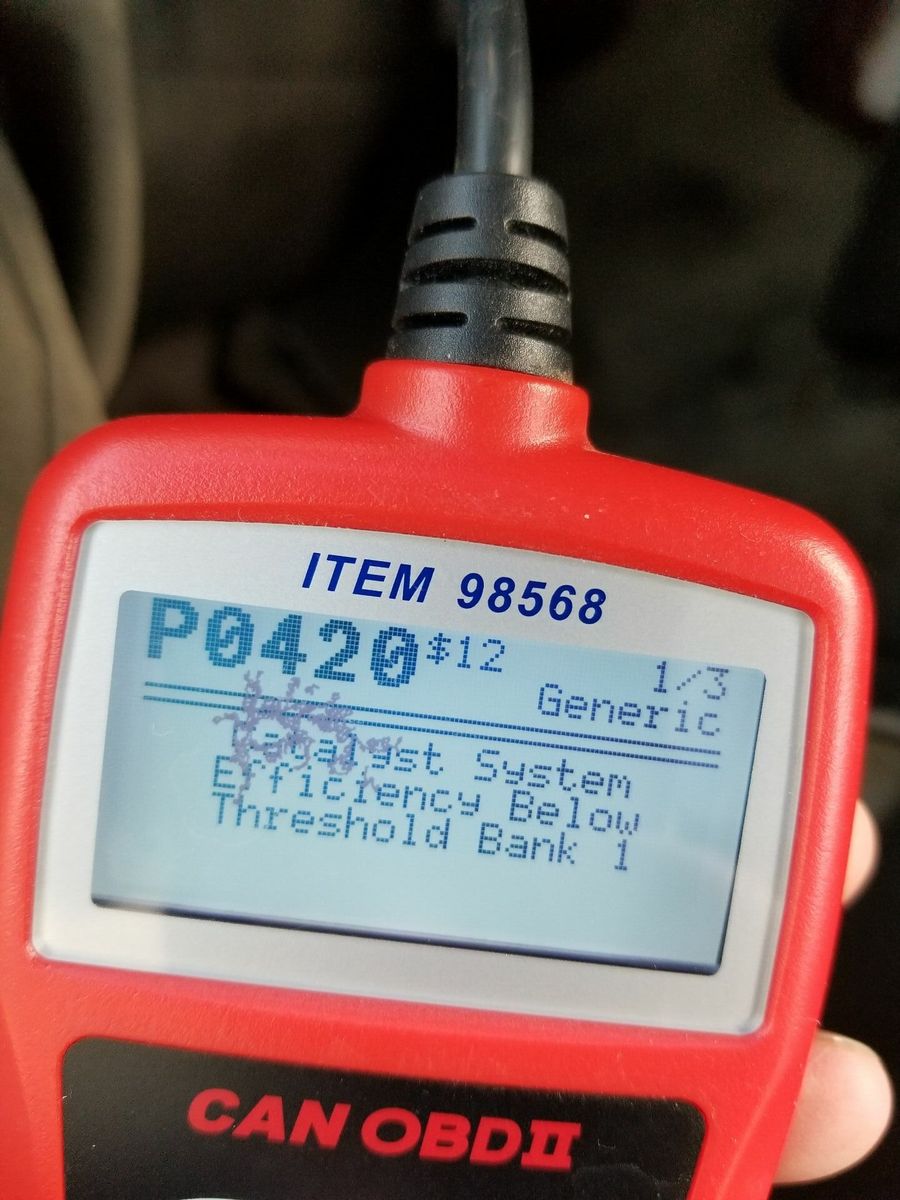 ITEM 98568
P0420 $12 1/3
Generic
Catalyst System
Efficiency Below
Threshold Bank 1
CAN OBDII